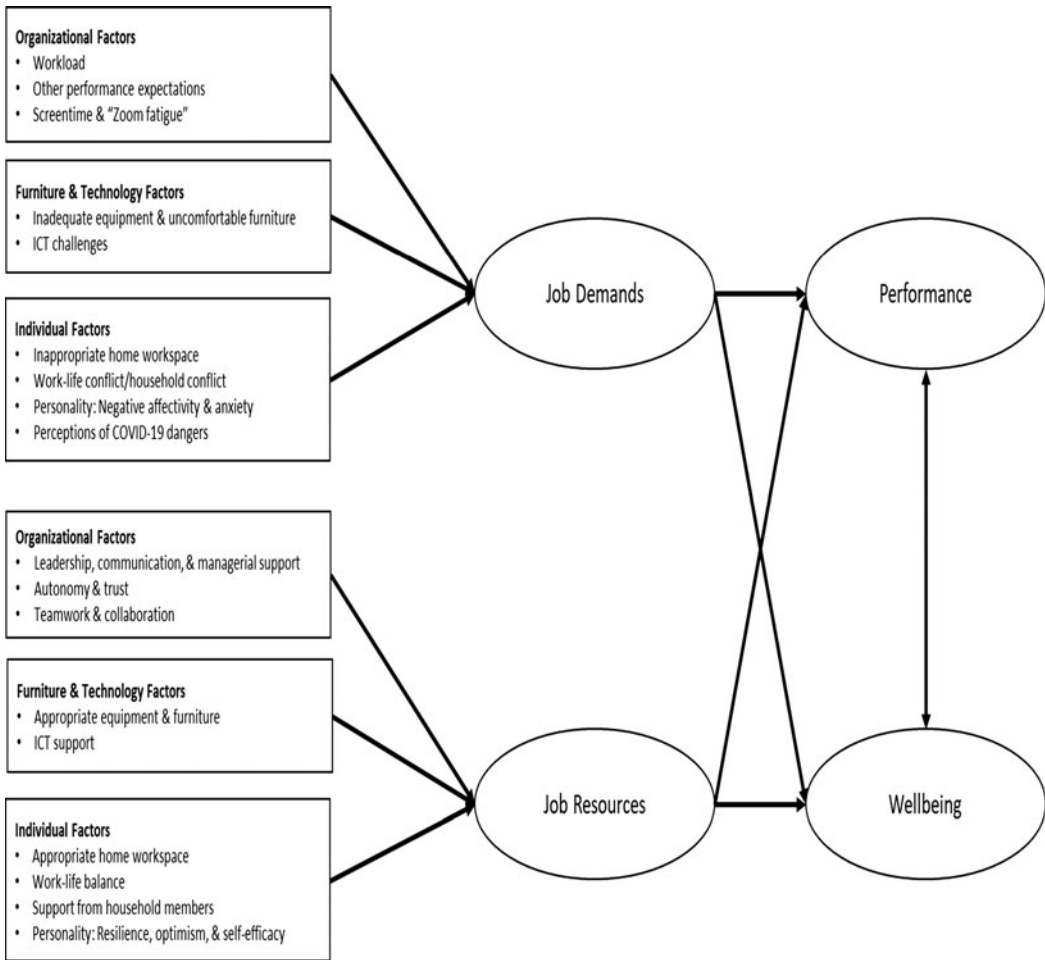 Organizational Factors
• Workload
• Other performance expectations
• Screentime & “Zoom fatigue”
Furniture & Technology Factors
• Inadequate equipment & uncomfortable furniture
• ICT challenges
Individual Factors
• Inappropriate home workspace
• Work-life conflict/household conflict
• Personality: Negative affectivity & anxiety
• Perceptions of COVID-19 dangers
Job Demands
Performance
Organizational Factors
• Leadership, communication, & managerial support
• Autonomy & trust
• Teamwork & collaboration
Furniture & Technology Factors
• Appropriate equipment & furniture
• ICT support
Individual Factors
• Appropriate home workspace
• Work-life balance
• Support from household members
• Personality: Resilience, optimism, & self-efficacy
Job Resources
Wellbeing